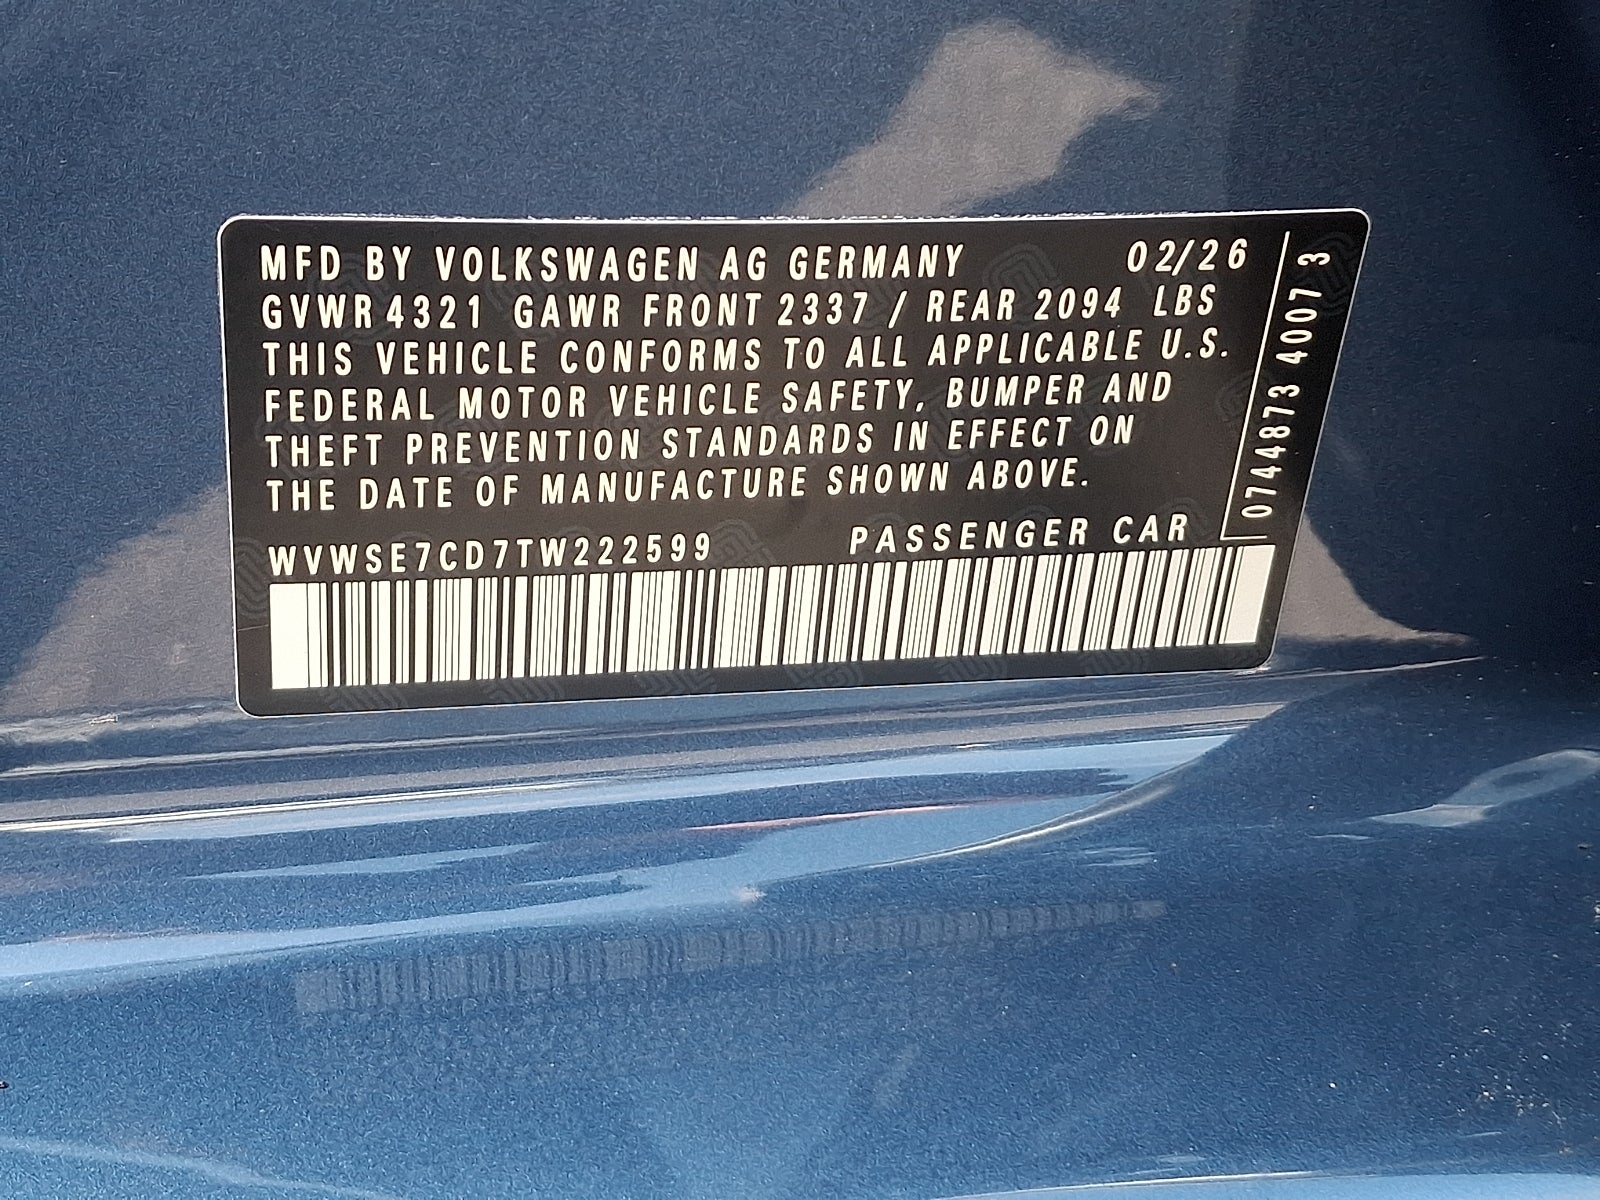 MFD BY VOLKSWAGEN AG GERMANY 02/26
GVWR 4321 GAWR FRONT 2337 / REAR 2094 LBS
THIS VEHICLE CONFORMS TO ALL APPLICABLE U.S.
FEDERAL MOTOR VEHICLE SAFETY, BUMPER AND
THEFT PREVENTION STANDARDS IN EFFECT ON
THE DATE OF MANUFACTURE SHOWN ABOVE.
WVWSE7CD7TW222599 PASSENGER CAR
0744873 4007 3